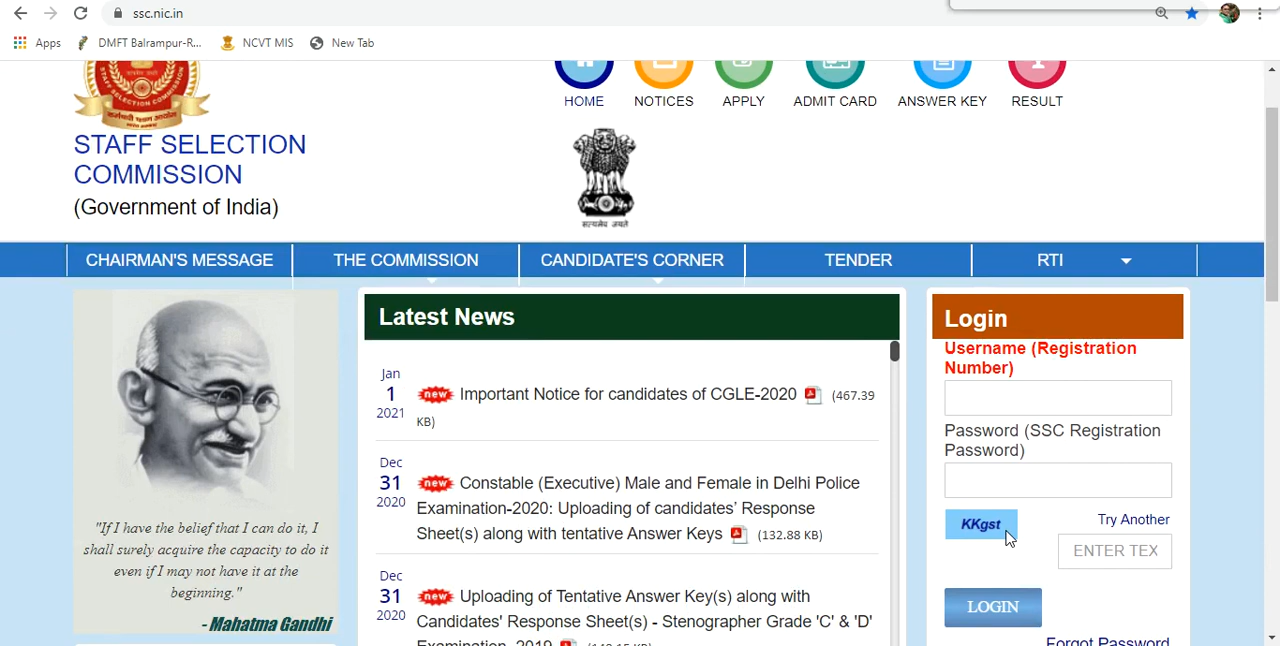 ssc.nic.in
Apps DMFT Balrampur-R... NCVT MIS New Tab
STAFF SELECTION
COMMISSION
(Government of India)
HOME NOTICES APPLY ADMIT CARD ANSWER KEY RESULT
सत्यमेव जयते
CHAIRMAN'S MESSAGE THE COMMISSION CANDIDATE'S CORNER TENDER RTI
"If I have the belief that I can do it, I
shall surely acquire the capacity to do it
even if I may not have it at the
beginning."
- Mahatma Gandhi
Latest News
Jan
1
2021
new Important Notice for candidates of CGLE-2020 (467.39
KB)
Dec
31
2020
new Constable (Executive) Male and Female in Delhi Police
Examination-2020: Uploading of candidates’ Response
Sheet(s) along with tentative Answer Keys (132.88 KB)
Dec
31
2020
new Uploading of Tentative Answer Key(s) along with
Candidates' Response Sheet(s) - Stenographer Grade 'C' & 'D'
Examination, 2019
Login
Username (Registration
Number)
Password (SSC Registration
Password)
KKgst
Try Another
ENTER TEX
LOGIN
Forgot Password